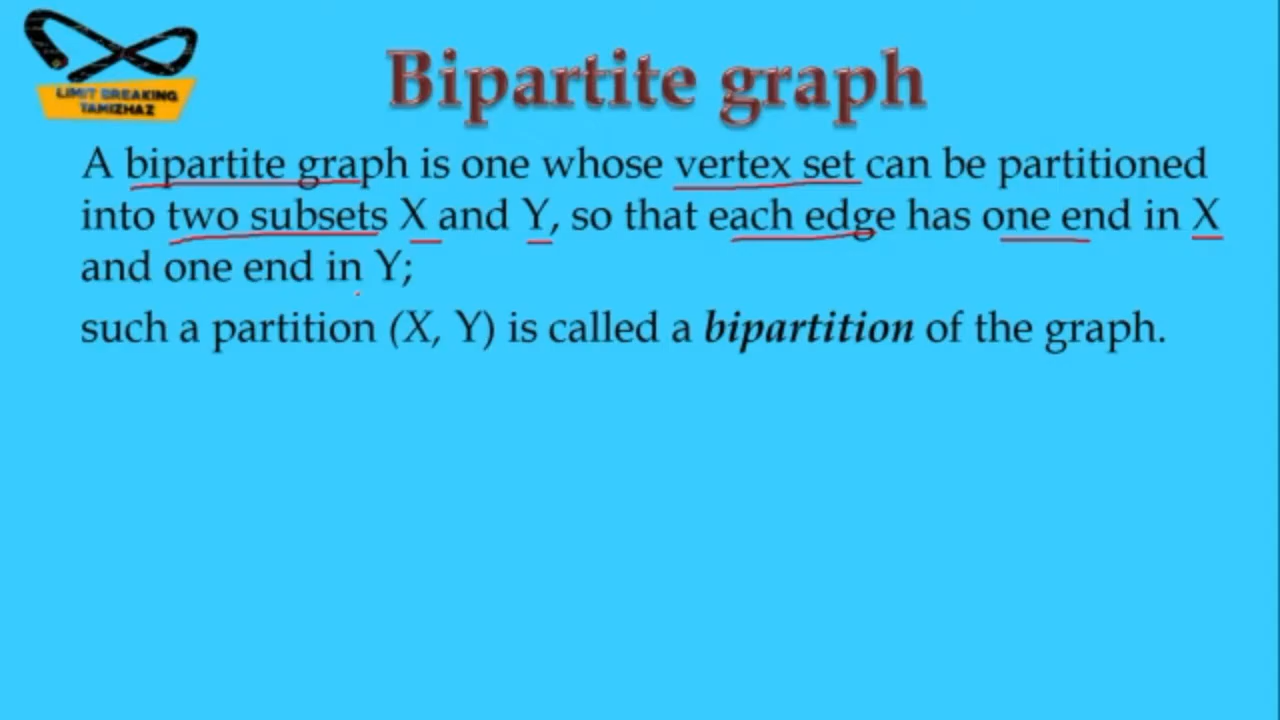 LIMIT BREAKING
TAMIZHAZ
Bipartite graph
A bipartite graph is one whose vertex set can be partitioned
into two subsets X and Y, so that each edge has one end in X
and one end in Y;
such a partition (X, Y) is called a bipartition of the graph.